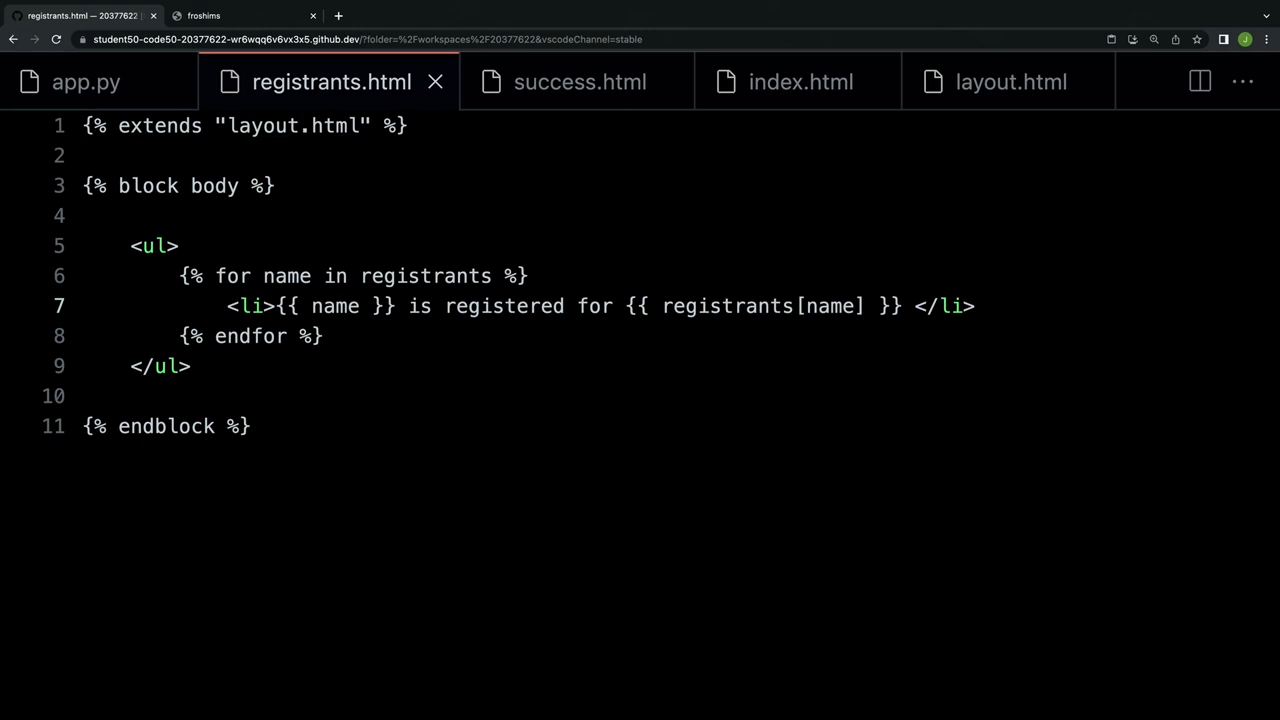 registrants.html — 20377622
froshims
student50-code50-20377622-wr6wqq6v6vx3x5.github.dev/?folder=%2Fworkspaces%2F20377622&vscodeChannel=stable
J
app.py
registrants.html
success.html
index.html
layout.html
1 {% extends "layout.html" %}
2
3 {% block body %}
4
5 <ul>
6 {% for name in registrants %}
7 <li>{{ name }} is registered for {{ registrants[name] }} </li>
8 {% endfor %}
9 </ul>
10
11 {% endblock %}